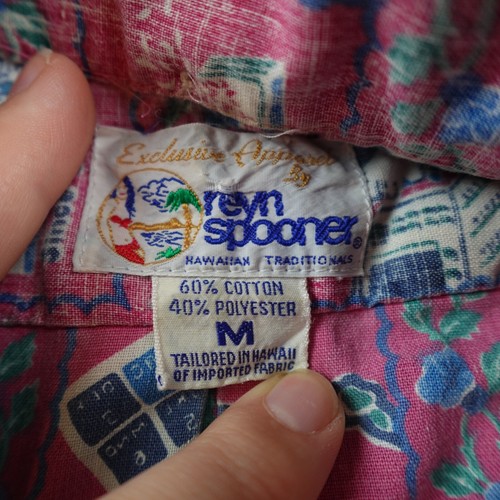 Exclusive Apparel
By
reyn
spooner®
HAWAIIAN TRADITIONALS
60% COTTON
40% POLYESTER
M
TAILORED IN HAWAII
OF IMPORTED FABRIC